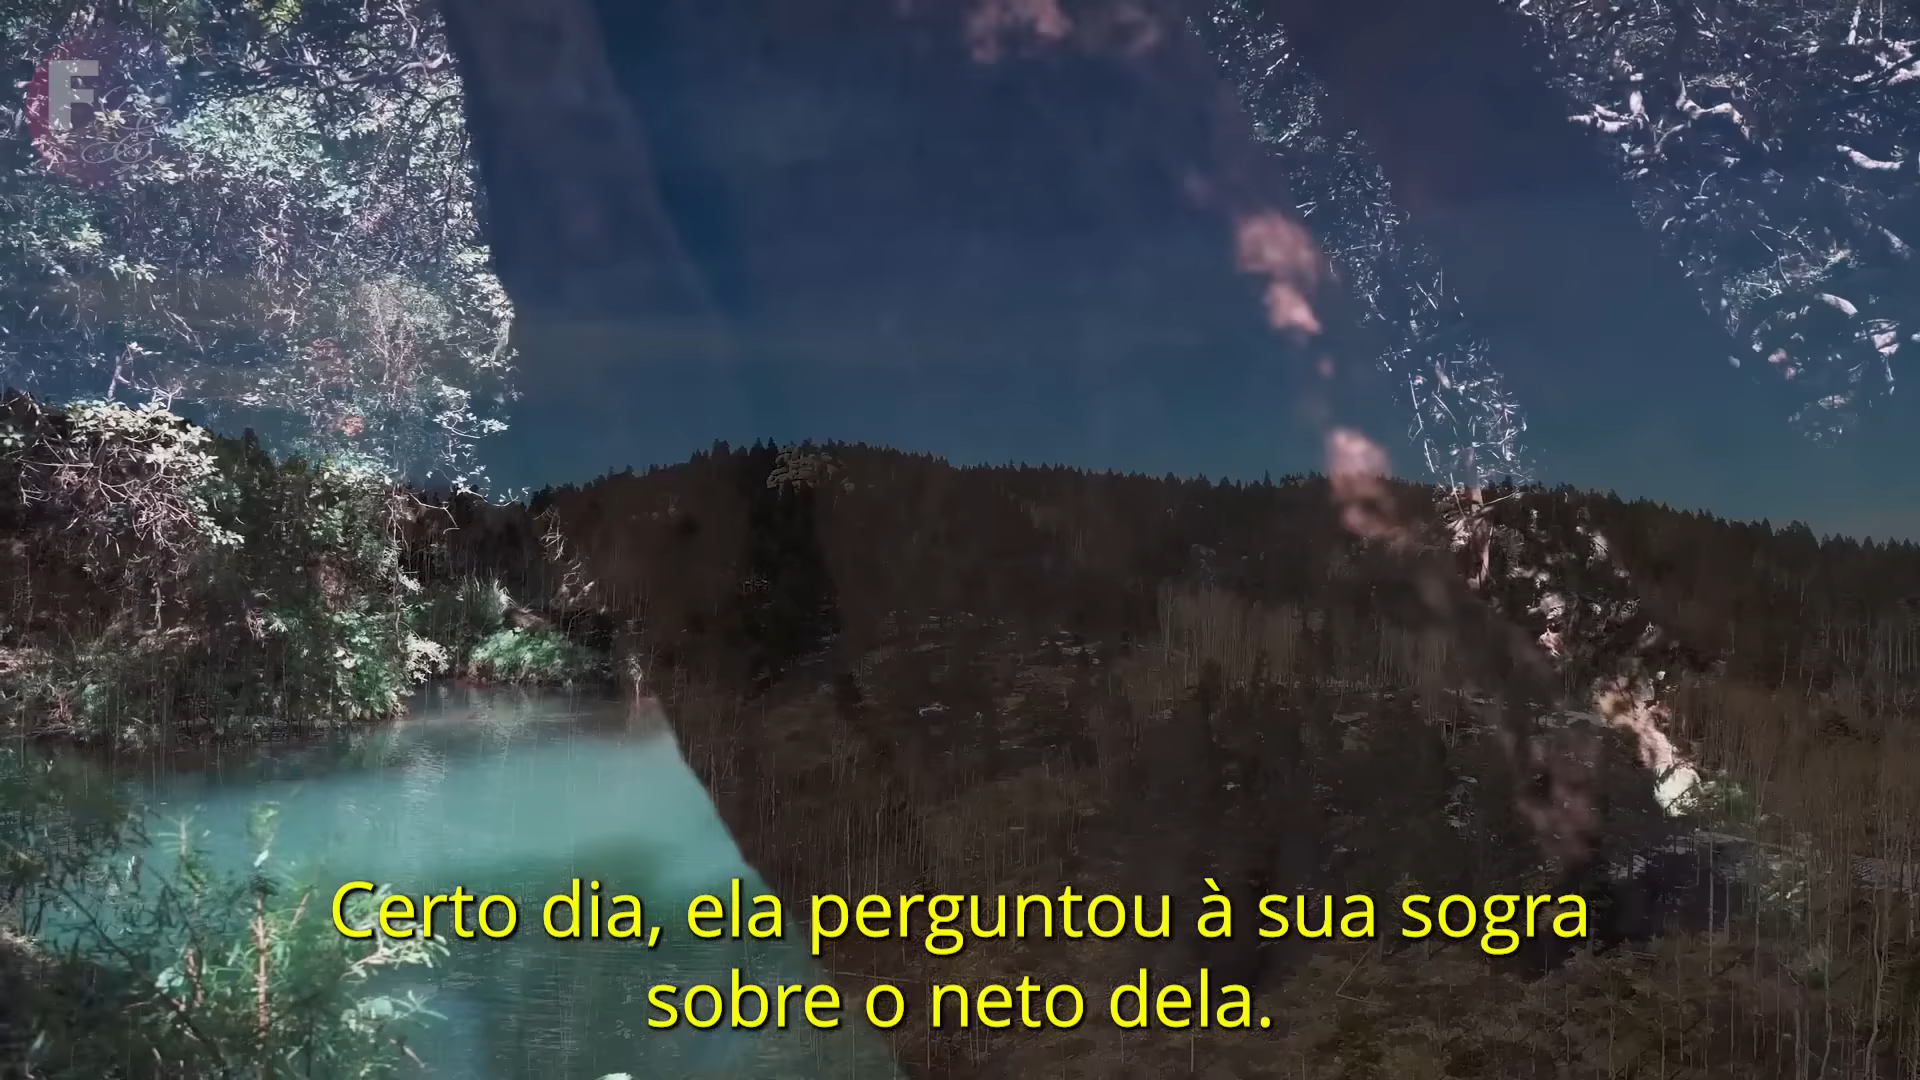 F
Certo dia, ela perguntou à sua sogra
sobre o neto dela.